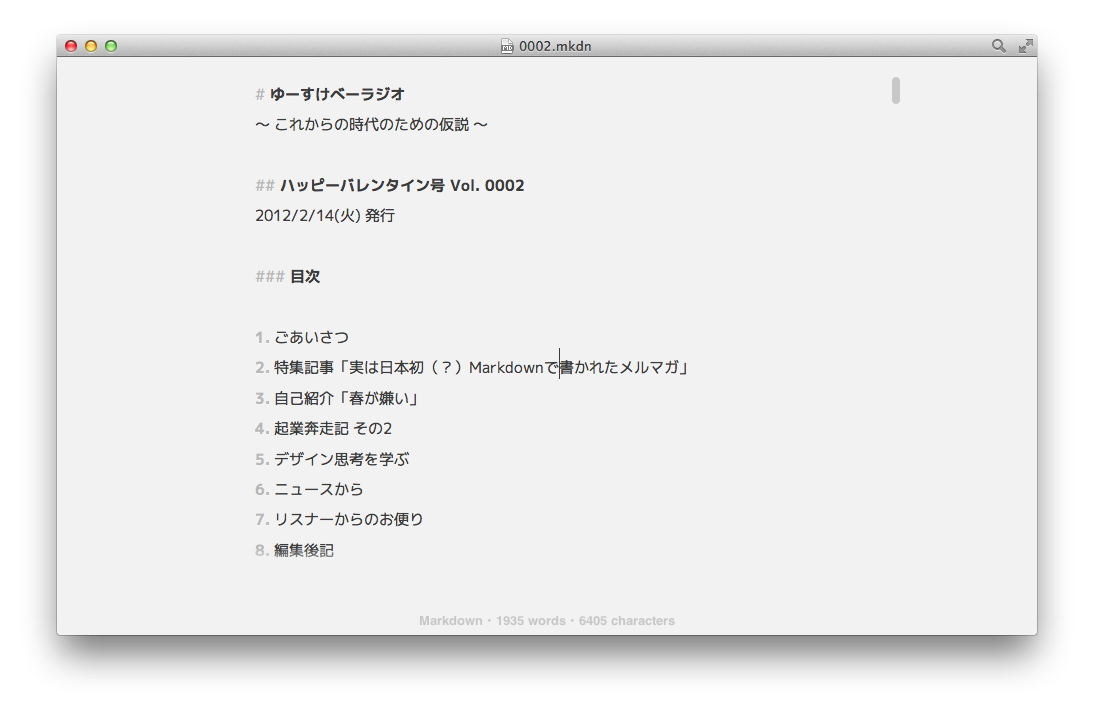 0002.mkdn
# ゆーすけべーラジオ
〜 これからの時代のための仮説 〜
## ハッピーバレンタイン号 Vol. 0002
2012/2/14(火) 発行
### 目次
1. ごあいさつ
2. 特集記事「実は日本初（？）Markdownで書かれたメルマガ」
3. 自己紹介「春が嫌い」
4. 起業奔走記 その2
5. デザイン思考を学ぶ
6. ニュースから
7. リスナーからのお便り
8. 編集後記
Markdown • 1935 words • 6405 characters